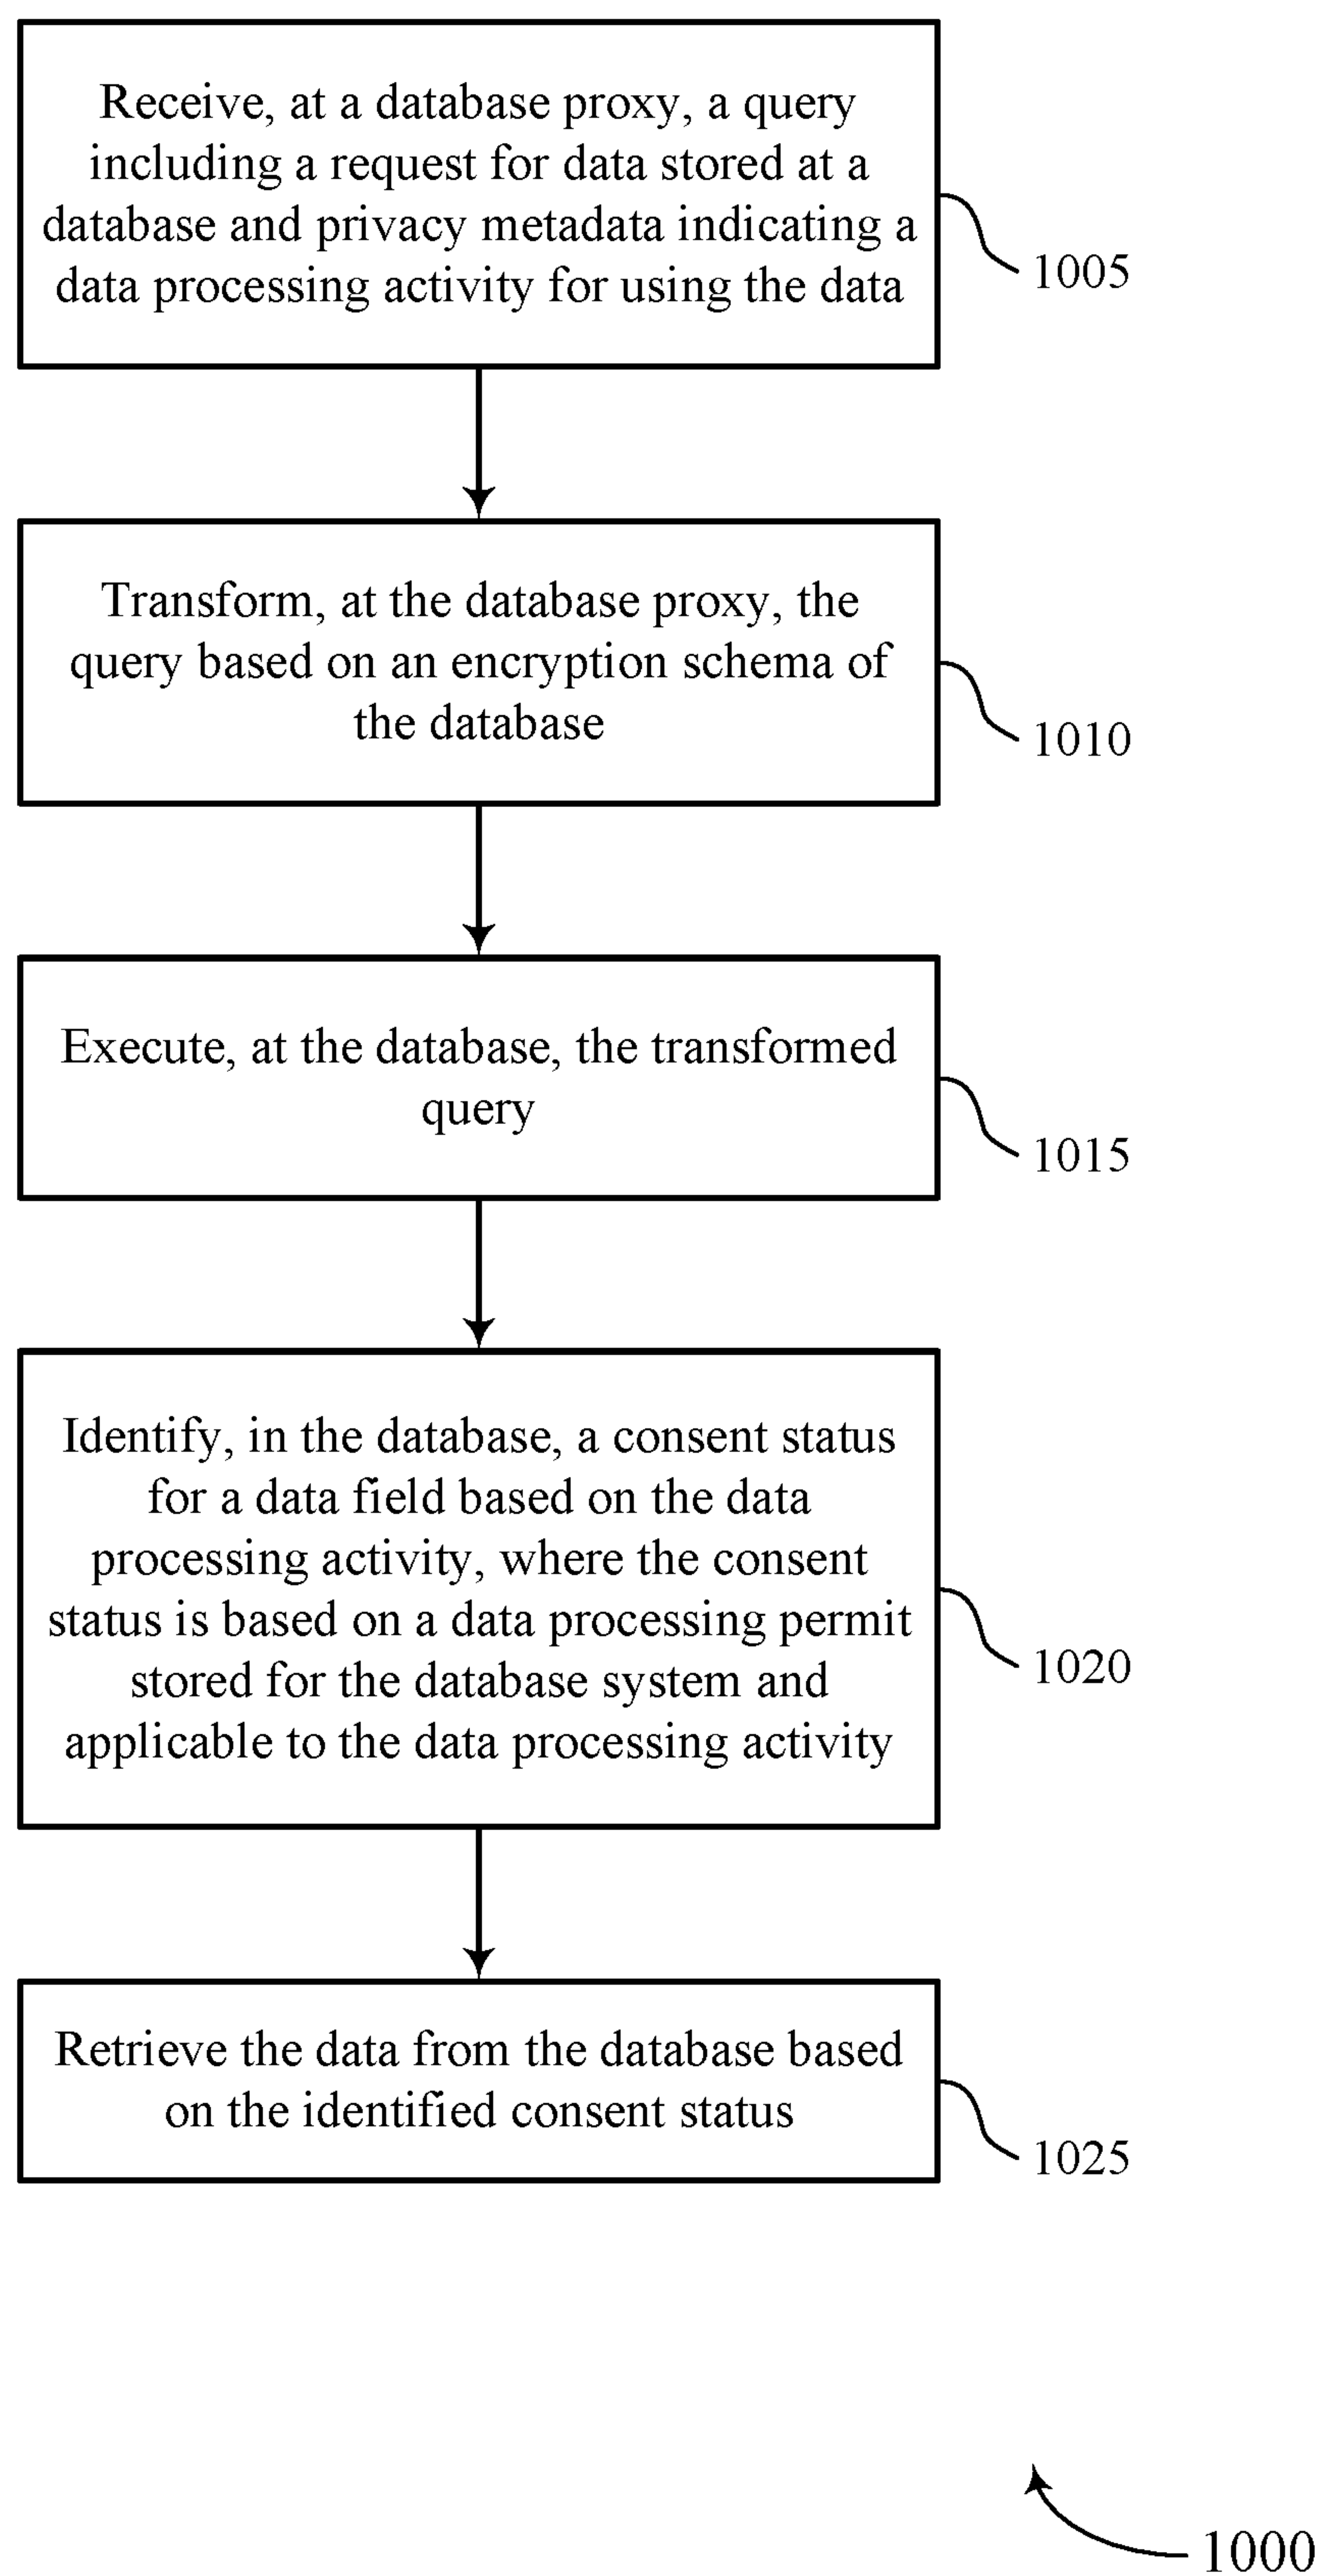 Receive, at a database proxy, a query
including a request for data stored at a
database and privacy metadata indicating a
data processing activity for using the data
1005
Transform, at the database proxy, the
query based on an encryption schema of
the database
1010
Execute, at the database, the transformed
query
1015
Identify, in the database, a consent status
for a data field based on the data
processing activity, where the consent
status is based on a data processing permit
stored for the database system and
applicable to the data processing activity
1020
Retrieve the data from the database based
on the identified consent status
1025
1000